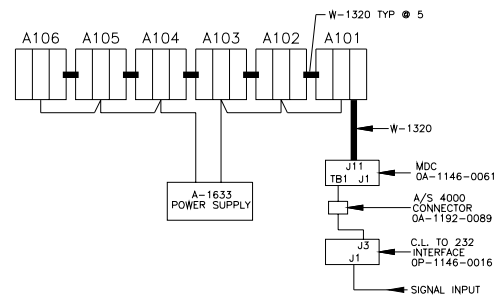 W-1320 TYP @ 5
A106 A105 A104 A103 A102 A101
W-1320
J11
TB1 J1
MDC
0A-1146-0061
A-1633
POWER SUPPLY
A/S 4000
CONNECTOR
0A-1192-0089
J3
J1
C.L. TO 232
INTERFACE
0P-1146-0016
SIGNAL INPUT